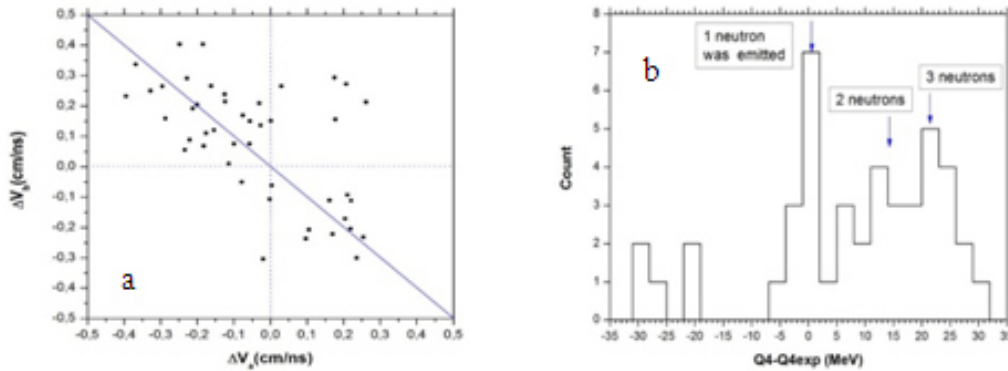 0,5
0,4
0,3
0,2
0,1
0,0
-0,1
-0,2
-0,3
-0,4
-0,5
ΔV_b(cm/ns)
a
-0,5 -0,4 -0,3 -0,2 -0,1 0,0 0,1 0,2 0,3 0,4 0,5
ΔV_a(cm/ns)
8
7
6
5
4
3
2
1
0
Count
1 neutron
was emitted
b
2 neutrons
3 neutrons
-35 -30 -25 -20 -15 -10 -5 0 5 10 15 20 25 30
Q4-Q4exp (MeV)